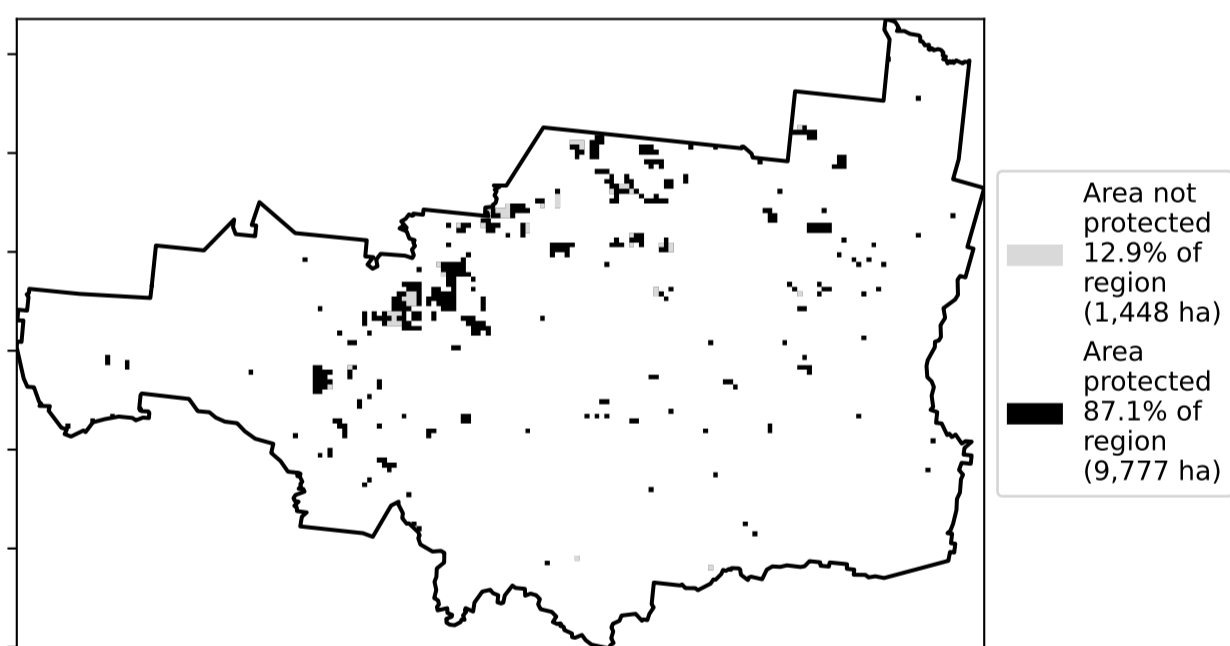 Area not
protected
12.9% of
region
(1,448 ha)
Area
protected
87.1% of
region
(9,777 ha)